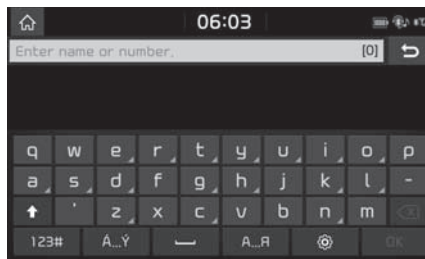 06:03
Enter name or number. [0]
q w e r t y u i o p
a s d f g h j k l -
' z x c v b n m
123# Á...Ý A...Я OK